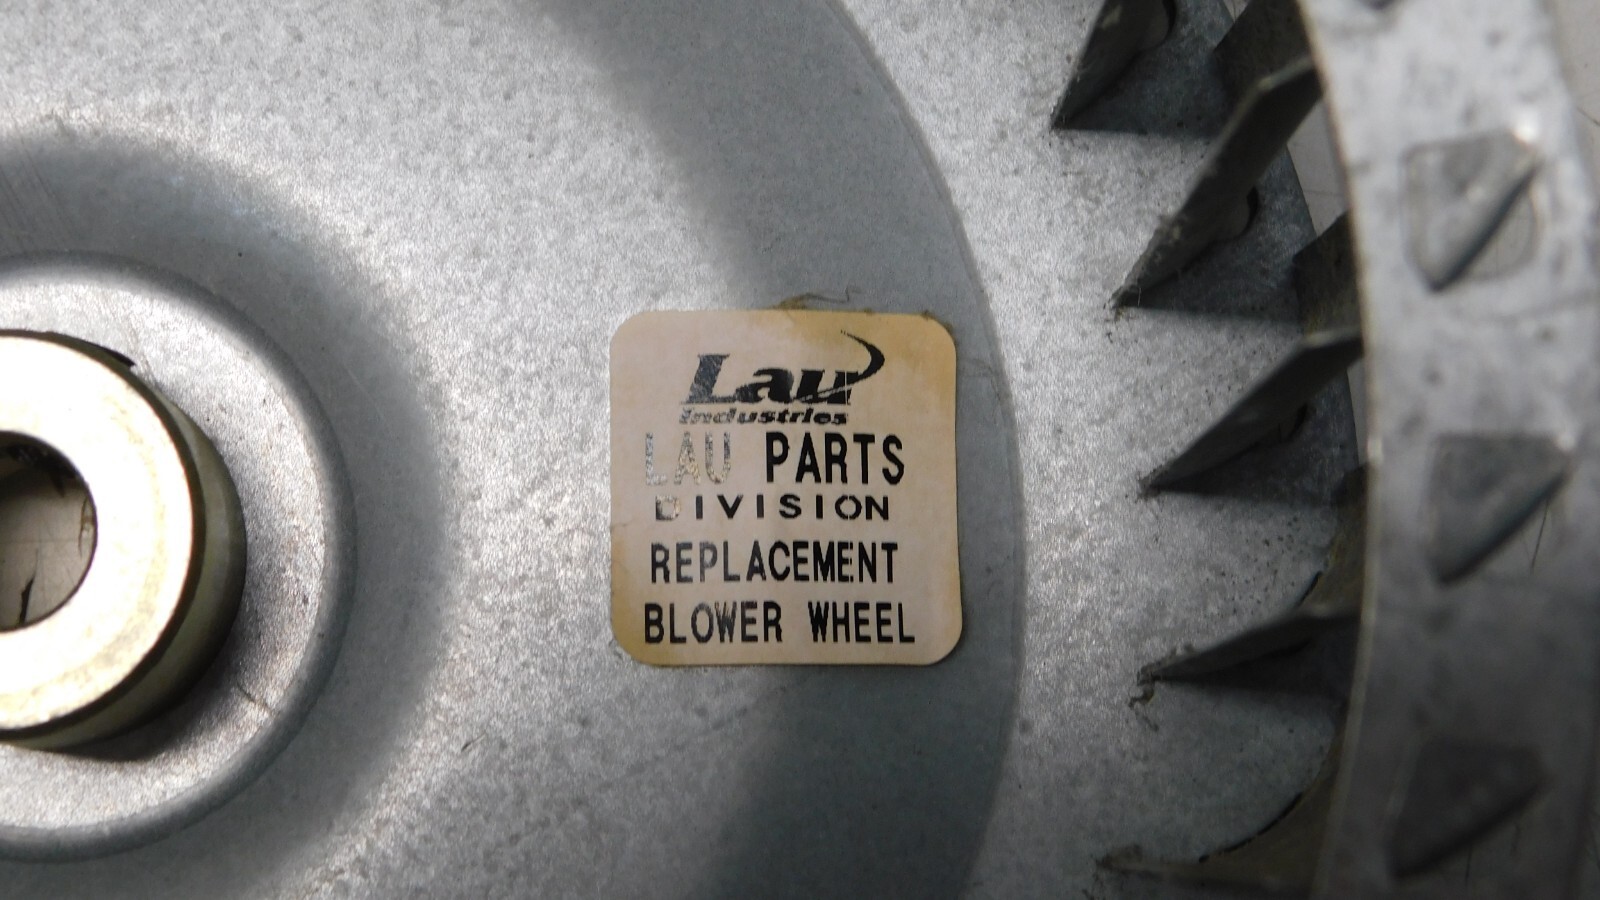 Lau
Industries
LAU PARTS
DIVISION
REPLACEMENT
BLOWER WHEEL